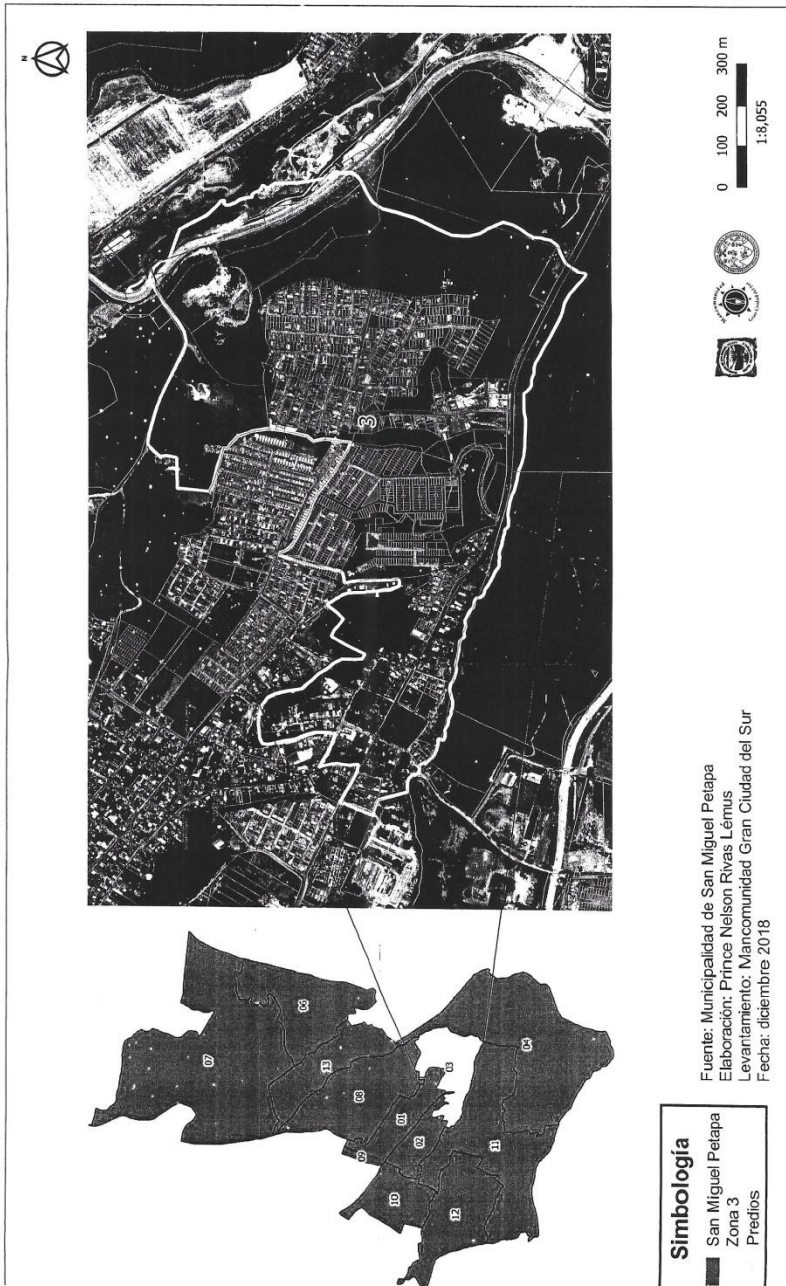 N
3
07
06
13
08
01
02
09
10
12
11
03
04
Simbología
San Miguel Petapa
Zona 3
Predios
Fuente: Municipalidad de San Miguel Petapa
Elaboración: Prince Nelson Rivas Lémus
Levantamiento: Mancomunidad Gran Ciudad del Sur
Fecha: diciembre 2018
0 100 200 300 m
1:8,055